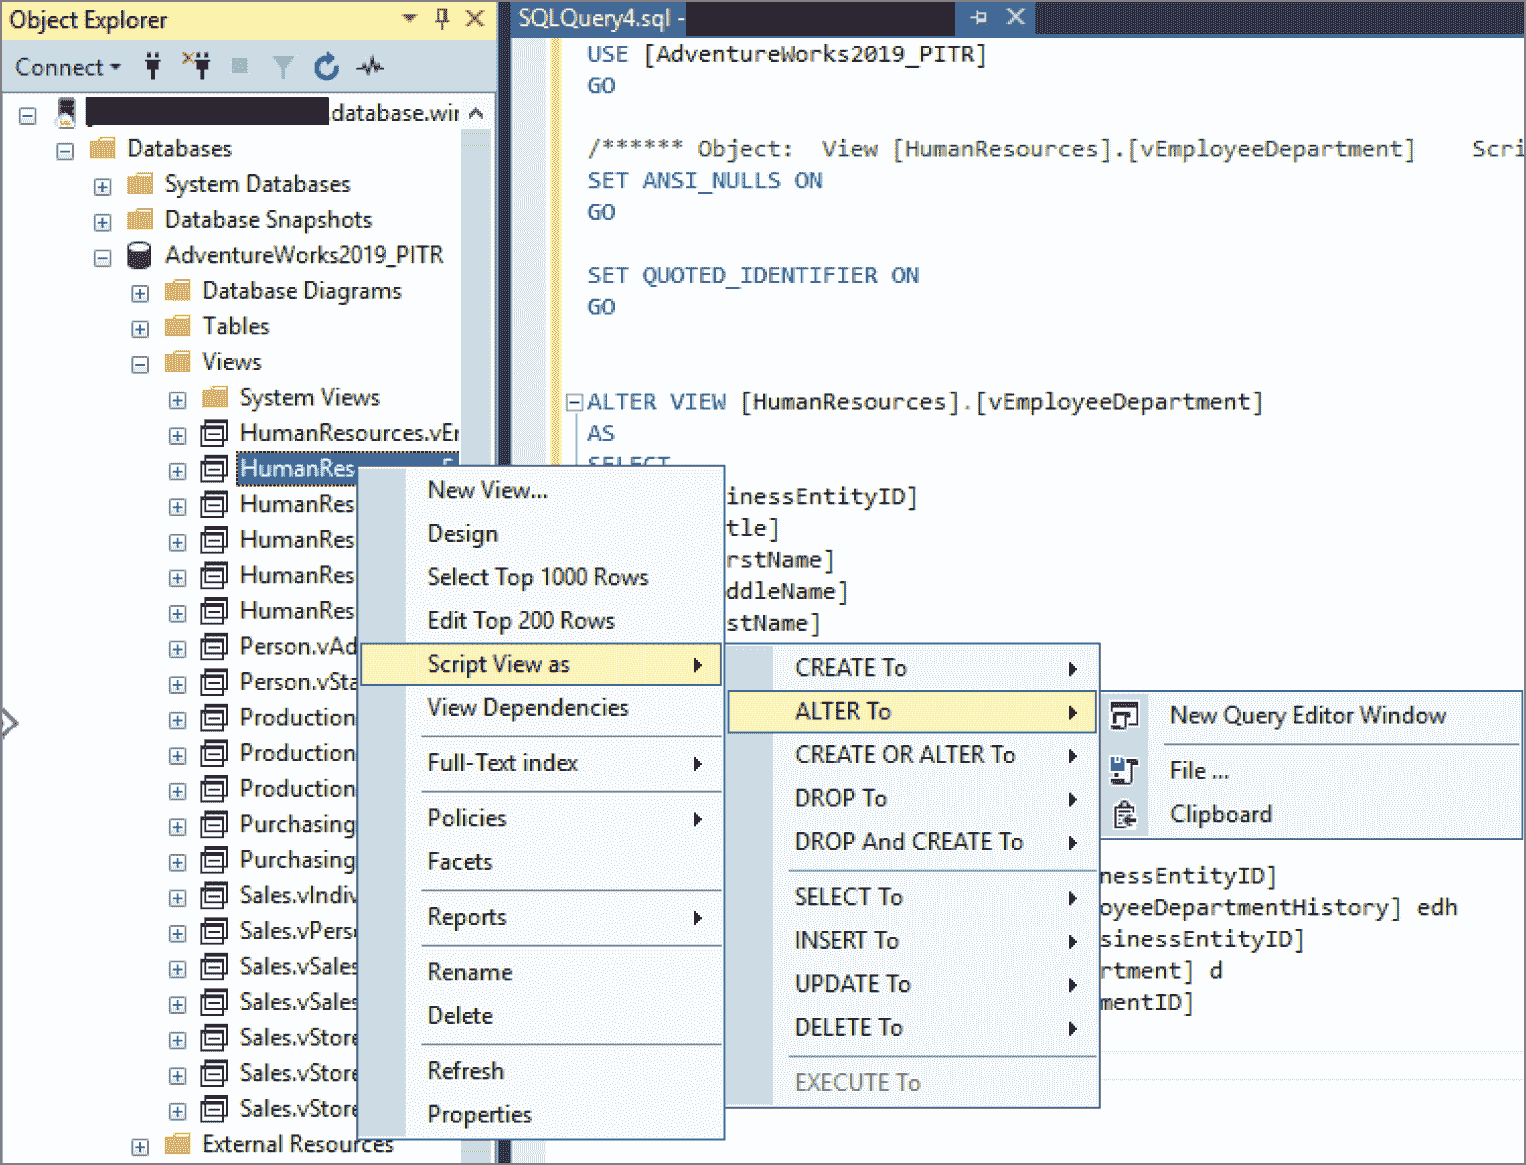 Object Explorer
Connect
.database.win
Databases
System Databases
Database Snapshots
AdventureWorks2019_PITR
Database Diagrams
Tables
Views
System Views
HumanResources.vEr
HumanRes
HumanRes
HumanRes
HumanRes
HumanRes
Person.vAd
Person.vSta
Production
Production
Production
Purchasing
Purchasing
Sales.vIndiv
Sales.vPers
Sales.vSales
Sales.vSales
Sales.vStore
Sales.vStore
Sales.vStore
External Resources
New View...
Design
Select Top 1000 Rows
Edit Top 200 Rows
Script View as
View Dependencies
Full-Text index
Policies
Facets
Reports
Rename
Delete
Refresh
Properties
CREATE To
ALTER To
CREATE OR ALTER To
DROP To
DROP And CREATE To
SELECT To
INSERT To
UPDATE To
DELETE To
EXECUTE To
New Query Editor Window
File ...
Clipboard
SQLQuery4.sql -
USE [AdventureWorks2019_PITR]
GO
/****** Object: View [HumanResources].[vEmployeeDepartment] Scri
SET ANSI_NULLS ON
GO
SET QUOTED_IDENTIFIER ON
GO
ALTER VIEW [HumanResources].[vEmployeeDepartment]
AS
SELECT
inessEntityID]
tle]
rstName]
ddleName]
stName]
nessEntityID]
oyeeDepartmentHistory] edh
sinessEntityID]
rtment] d
mentID]